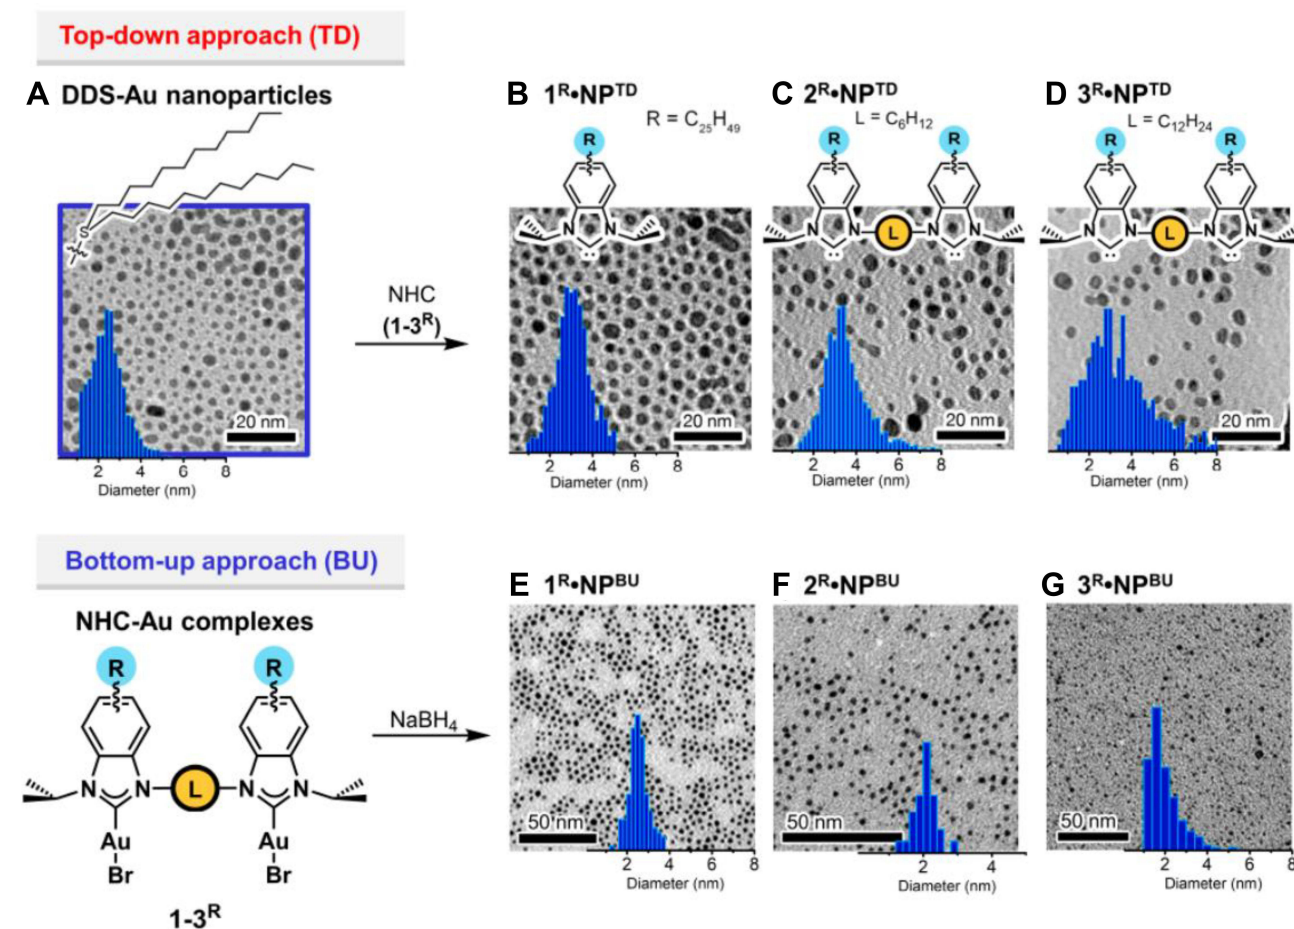 Top-down approach (TD)
A DDS-Au nanoparticles
S
20 nm
2 4 6 8
Diameter (nm)
NHC
(1-3ᴿ)
B 1ᴿ•NPᵀᴰ
R = C₂₅H₄₉
R
N N
··
20 nm
2 4 6 8
Diameter (nm)
C 2ᴿ•NPᵀᴰ
L = C₆H₁₂
R R
N N L N N
·· ··
20 nm
2 4 6 8
Diameter (nm)
D 3ᴿ•NPᵀᴰ
L = C₁₂H₂₄
R R
N N L N N
·· ··
20 nm
2 4 6 8
Diameter (nm)
Bottom-up approach (BU)
NHC-Au complexes
R R
N N L N N
Au Au
Br Br
1-3ᴿ
NaBH₄
E 1ᴿ•NPᴮᵁ
50 nm
2 4 6 8
Diameter (nm)
F 2ᴿ•NPᴮᵁ
50 nm
2 4
Diameter (nm)
G 3ᴿ•NPᴮᵁ
50 nm
2 4 6 8
Diameter (nm)